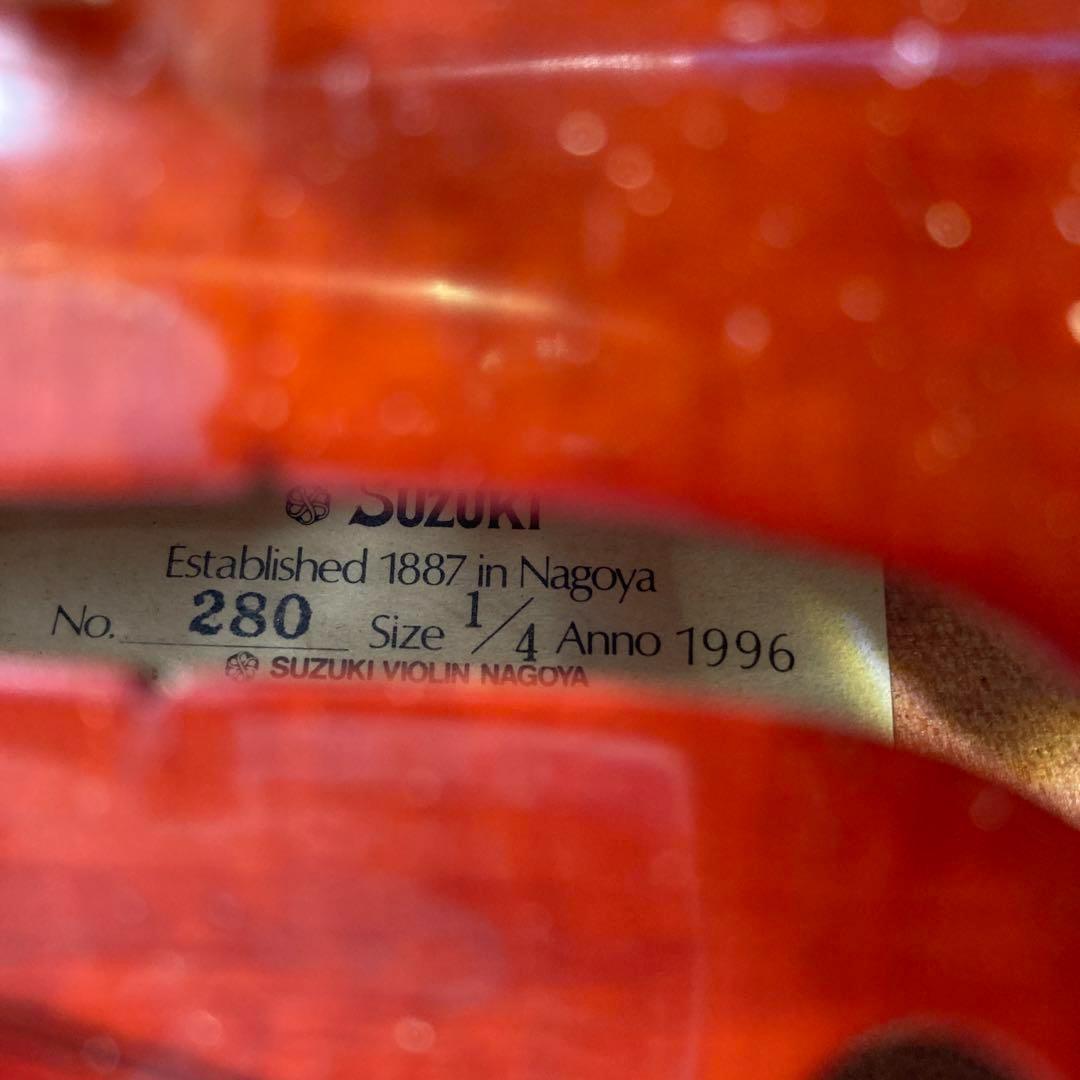 SUZUKI
Established 1887 in Nagoya
No. 280 Size 1/4 Anno 1996
SUZUKI VIOLIN NAGOYA